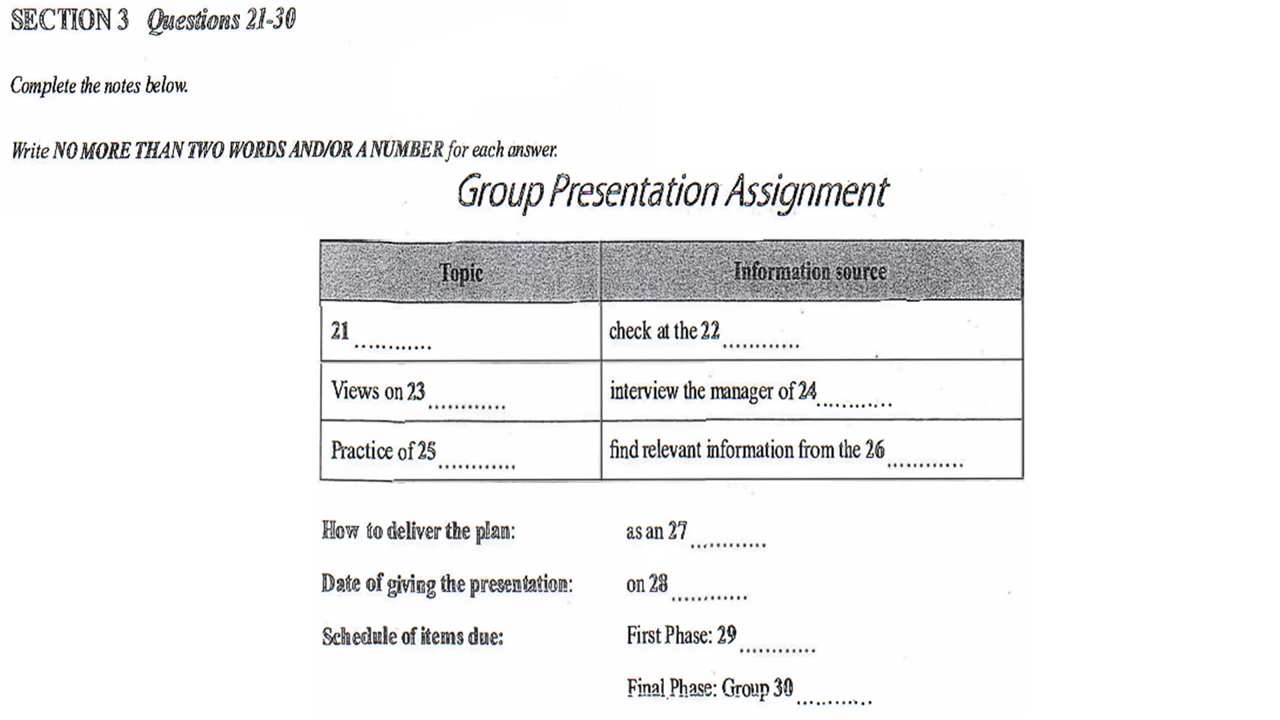 SECTION 3 Questions 21-30
Complete the notes below.
Write NO MORE THAN TWO WORDS AND/OR A NUMBER for each answer.
Group Presentation Assignment
Topic Information source
21 ............ check at the 22 ............
Views on 23 ............ interview the manager of 24 ............
Practice of 25 ............ find relevant information from the 26 ............
How to deliver the plan: as an 27 ............
Date of giving the presentation: on 28 ............
Schedule of items due: First Phase: 29 ............
Final Phase: Group 30 ............